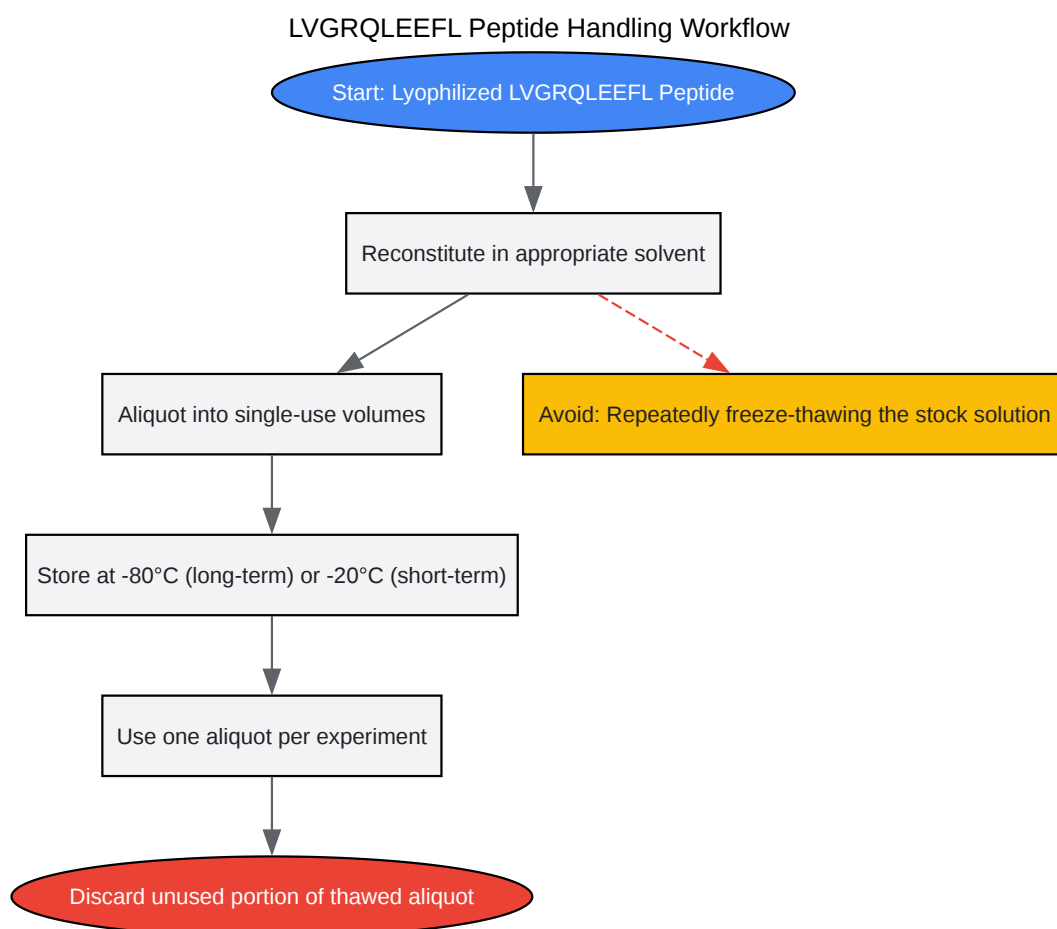 LVGRQLEEFL Peptide Handling Workflow
Start: Lyophilized LVGRQLEEFL Peptide
Reconstitute in appropriate solvent
Aliquot into single-use volumes
Avoid: Repeatedly freeze-thawing the stock solution
Store at -80°C (long-term) or -20°C (short-term)
Use one aliquot per experiment
Discard unused portion of thawed aliquot